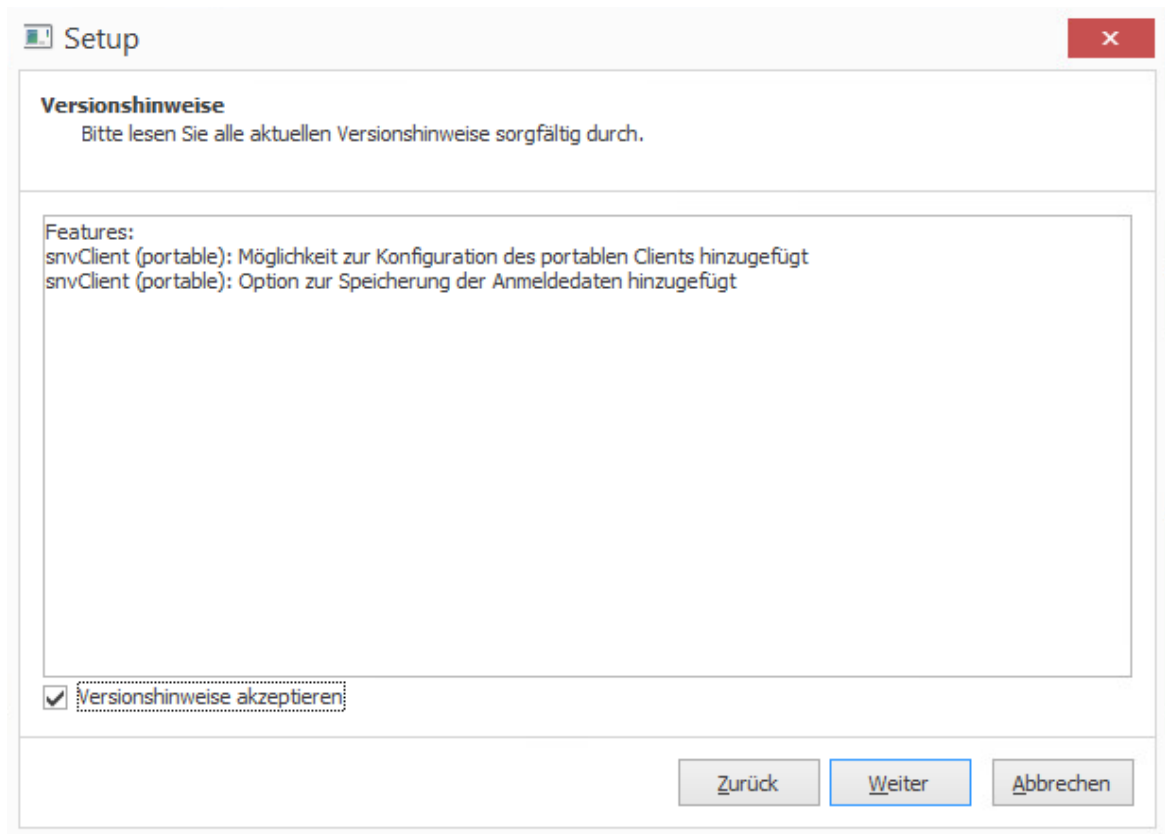 Setup
Versionshinweise
Bitte lesen Sie alle aktuellen Versionshinweise sorgfältig durch.
Features:
snvClient (portable): Möglichkeit zur Konfiguration des portablen Clients hinzugefügt
snvClient (portable): Option zur Speicherung der Anmeldedaten hinzugefügt
Versionshinweise akzeptieren
Zurück Weiter Abbrechen